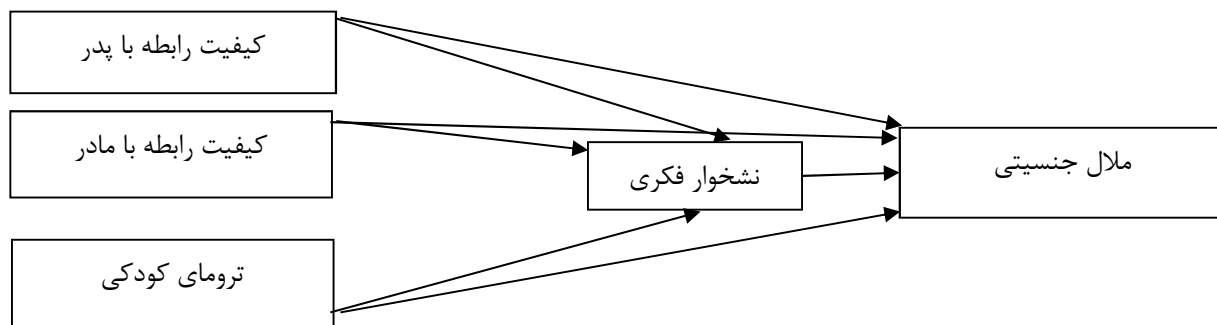 کیفیت رابطه با پدر
کیفیت رابطه با مادر
ملال جنسیتی
نشخوار فکری
ترومای کودکی